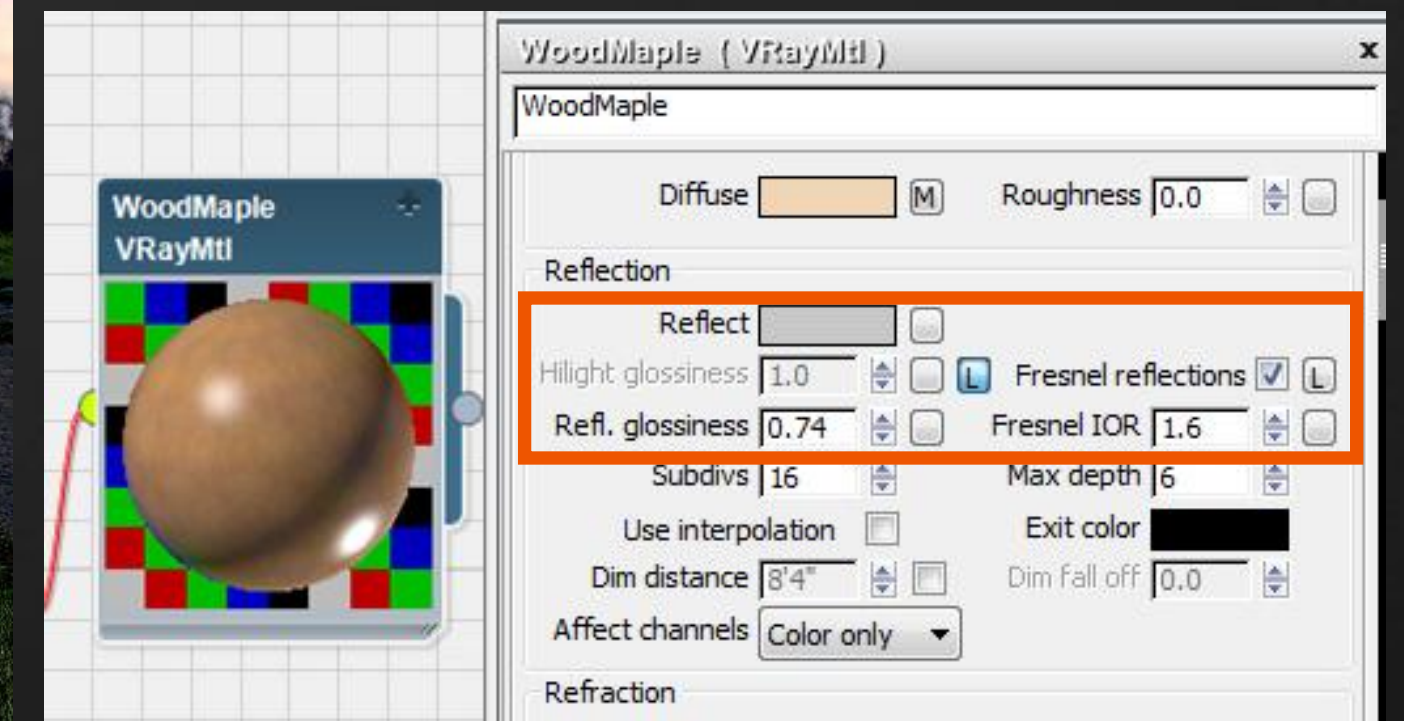 WoodMaple ( VRayMtl ) x
WoodMaple
WoodMaple
VRayMtl
Diffuse M Roughness 0.0
Reflection
Reflect
Hilight glossiness 1.0 L Fresnel reflections L
Refl. glossiness 0.74 Fresnel IOR 1.6
Subdivs 16 Max depth 6
Use interpolation Exit color
Dim distance 8'4" Dim fall off 0.0
Affect channels Color only
Refraction